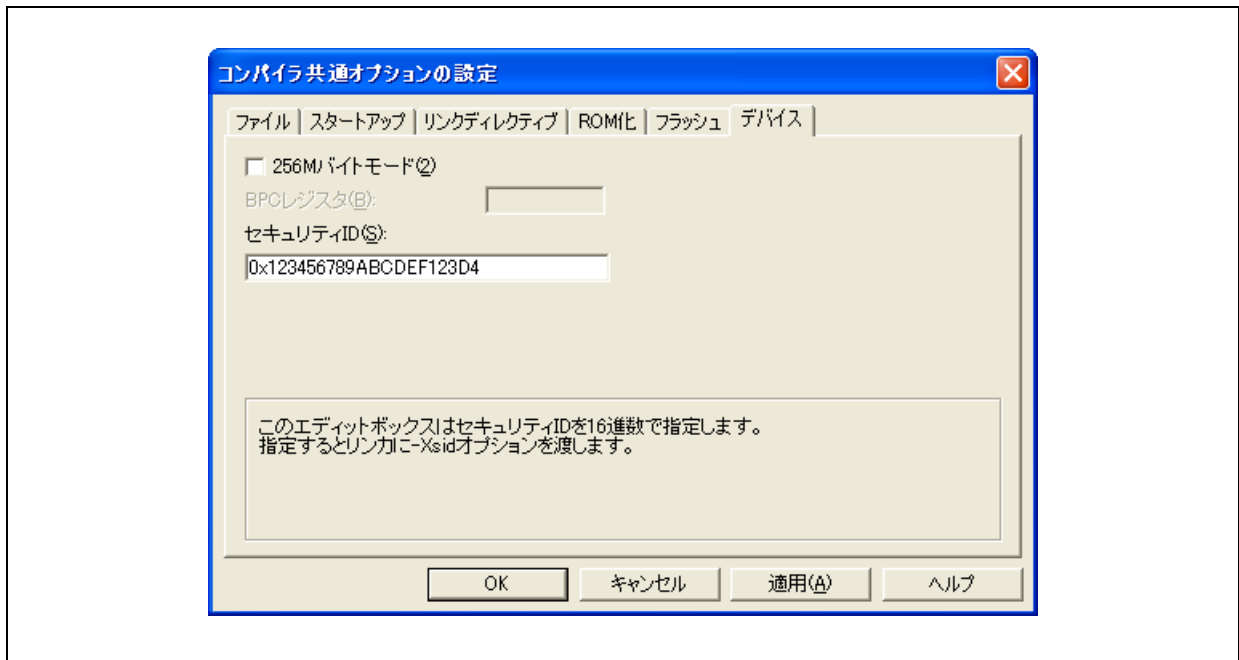 コンパイラ共通オプションの設定
ファイル スタートアップ リンクディレクティブ ROM化 フラッシュ デバイス
256Mバイトモード(2)
BPCレジスタ(B):
セキュリティID(S):
0x123456789ABCDEF123D4
このエディットボックスはセキュリティIDを16進数で指定します。
指定するとリンカに-Xsidオプションを渡します。
OK キャンセル 適用(A) ヘルプ